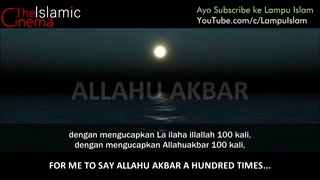 The Islamic
Cinema
Ayo Subscribe ke Lampu Islam
YouTube.com/c/LampuIslam
ALLAHU AKBAR
dengan mengucapkan La ilaha illallah 100 kali,
dengan mengucapkan Allahuakbar 100 kali,
FOR ME TO SAY ALLAHU AKBAR A HUNDRED TIMES...